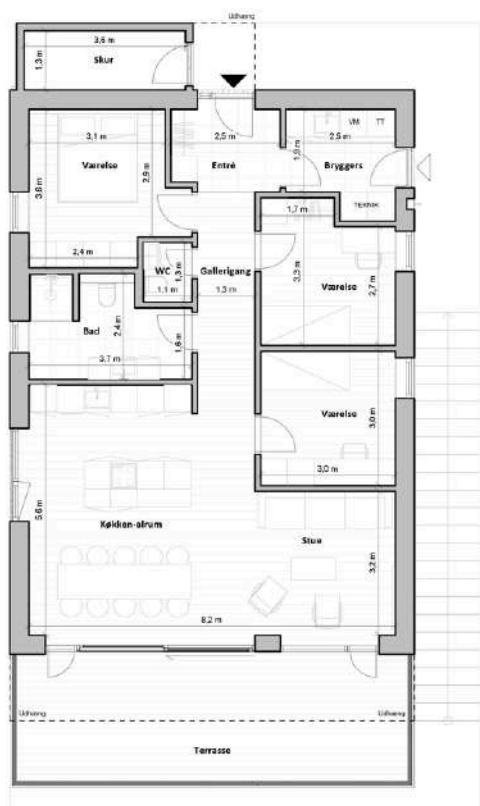 Udhæng
3,6 m
1,3 m
Skur
3,1 m
2,5 m
2,5 m
VM
TT
1,9 m
Værelse
Entré
Bryggers
2,9 m
3,6 m
TEKNIK
1,7 m
2,4 m
WC
1,3 m
1,1 m
Gallerigang
1,3 m
3,3 m
Værelse
2,7 m
Bad
2,4 m
1,6 m
3,7 m
Værelse
3,0 m
3,0 m
5,6 m
Køkken-alrum
Stue
3,2 m
8,2 m
Udhæng
Udhæng
Terrasse